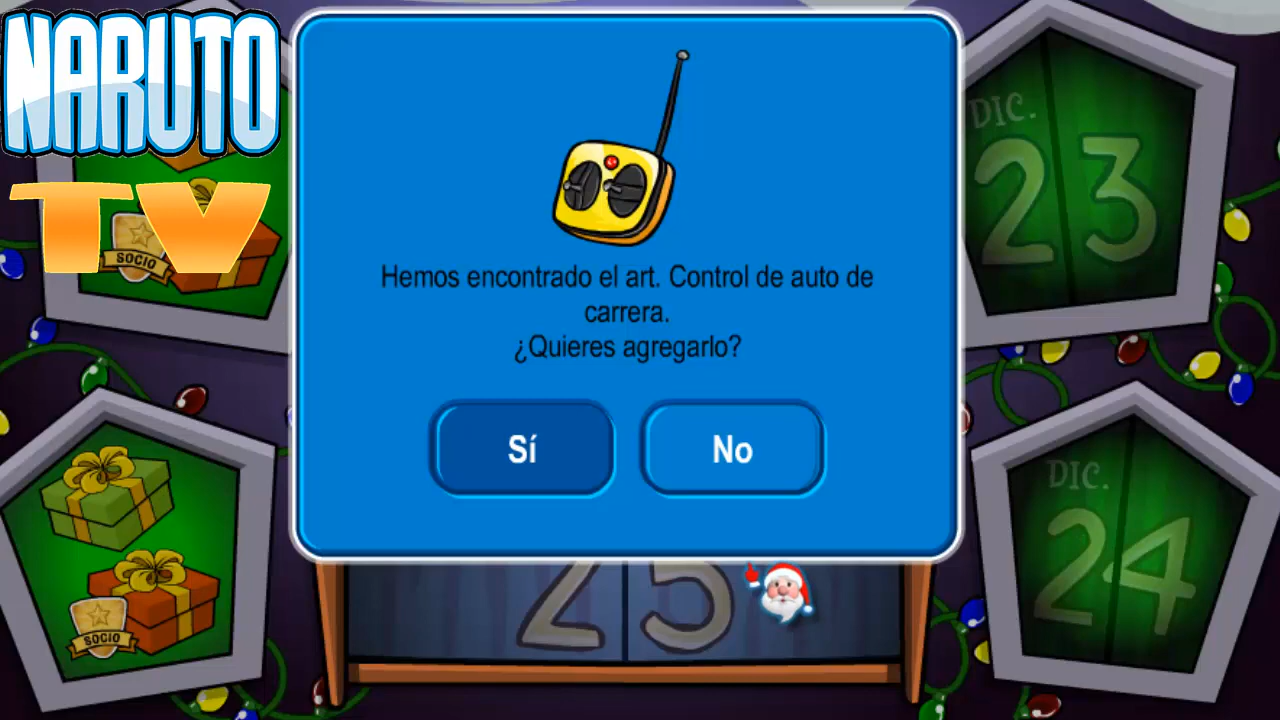 NARUTO
TV
SOCIO
DIC.
23
Hemos encontrado el art. Control de auto de
carrera.
¿Quieres agregarlo?
Sí
No
SOCIO
25
DIC.
24